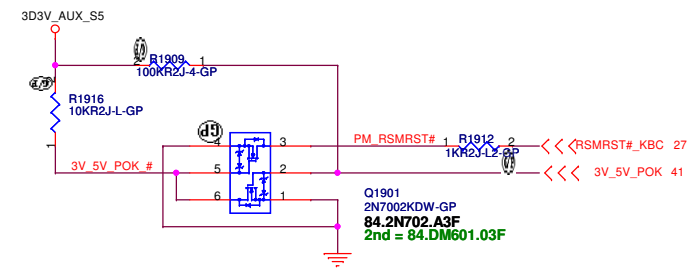 3D3V_AUX_S5
2
R1909
1
100KR2J-4-GP
R1916
10KR2J-L-GP
1
GP
4
3
PM_RSMRST#
1
R1912
2
RSMRST#_KBC 27
1KR2J-L2-GP
3V_5V_POK_#
5
2
3V_5V_POK 41
6
1
Q1901
2N7002KDW-GP
84.2N702.A3F
2nd = 84.DM601.03F